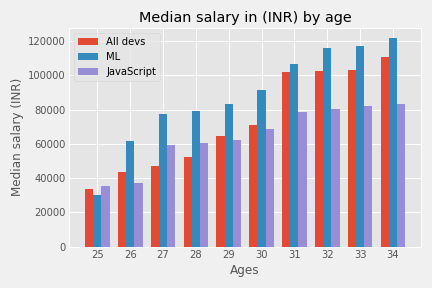 Median salary in (INR) by age
All devs
ML
JavaScript
Median salary (INR)
120000
100000
80000
60000
40000
20000
0
25 26 27 28 29 30 31 32 33 34
Ages